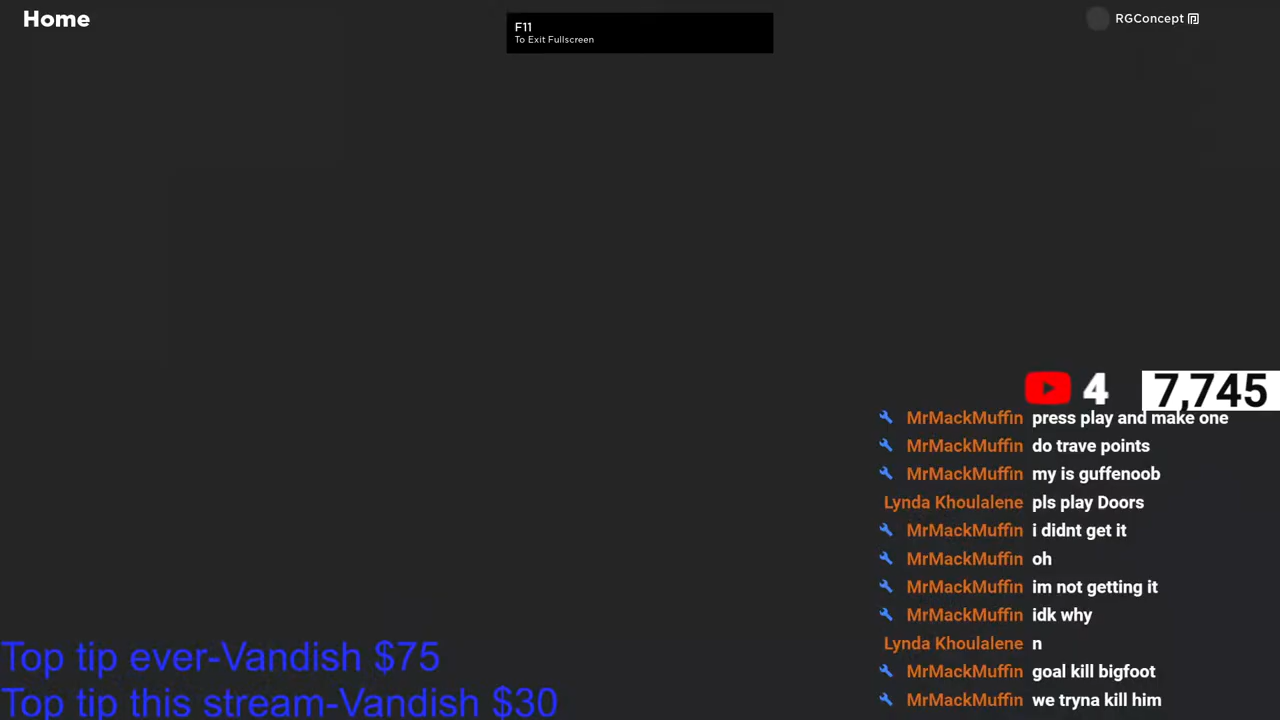 Home
F11
To Exit Fullscreen
RGConcept
4
7,745
MrMackMuffin press play and make one
MrMackMuffin do trave points
MrMackMuffin my is guffenoob
Lynda Khoulalene pls play Doors
MrMackMuffin i didnt get it
MrMackMuffin oh
MrMackMuffin im not getting it
MrMackMuffin idk why
Lynda Khoulalene n
MrMackMuffin goal kill bigfoot
MrMackMuffin we tryna kill him
Top tip ever-Vandish $75
Top tip this stream-Vandish $30